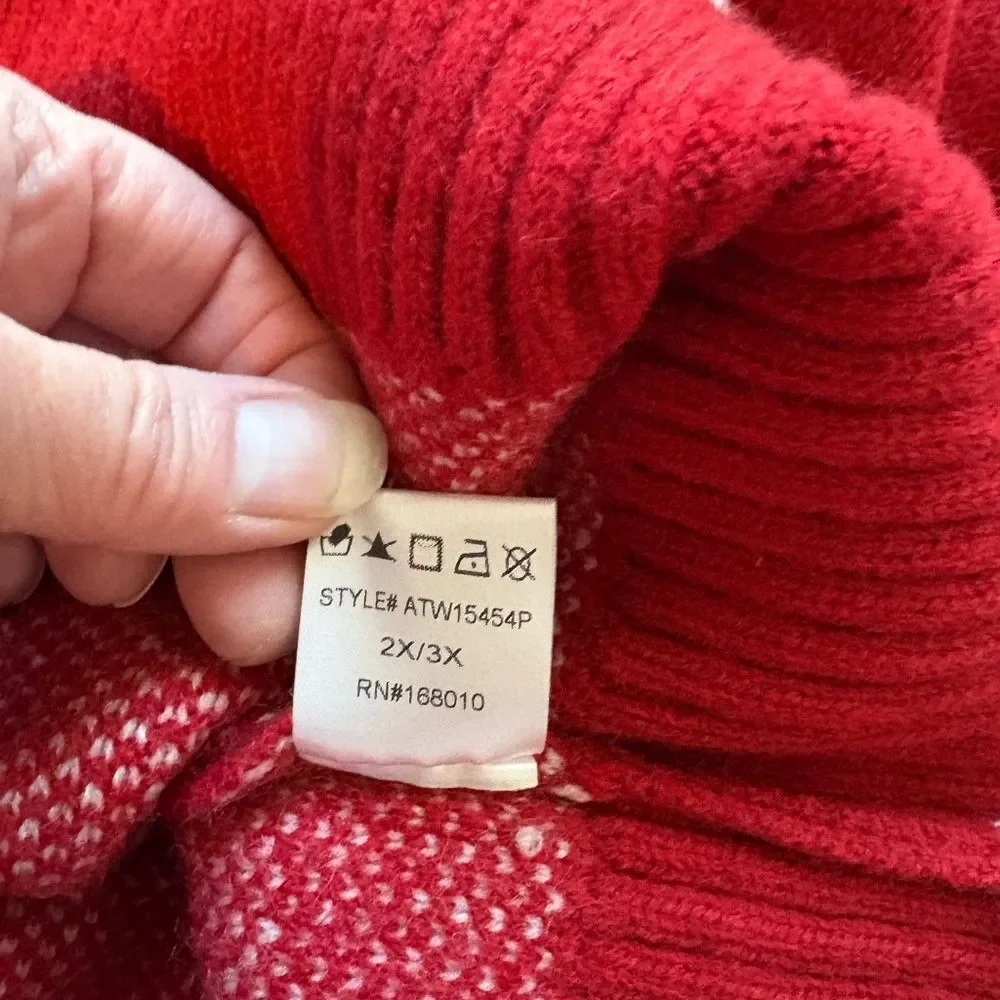 STYLE# ATW15454P
2X/3X
RN#168010